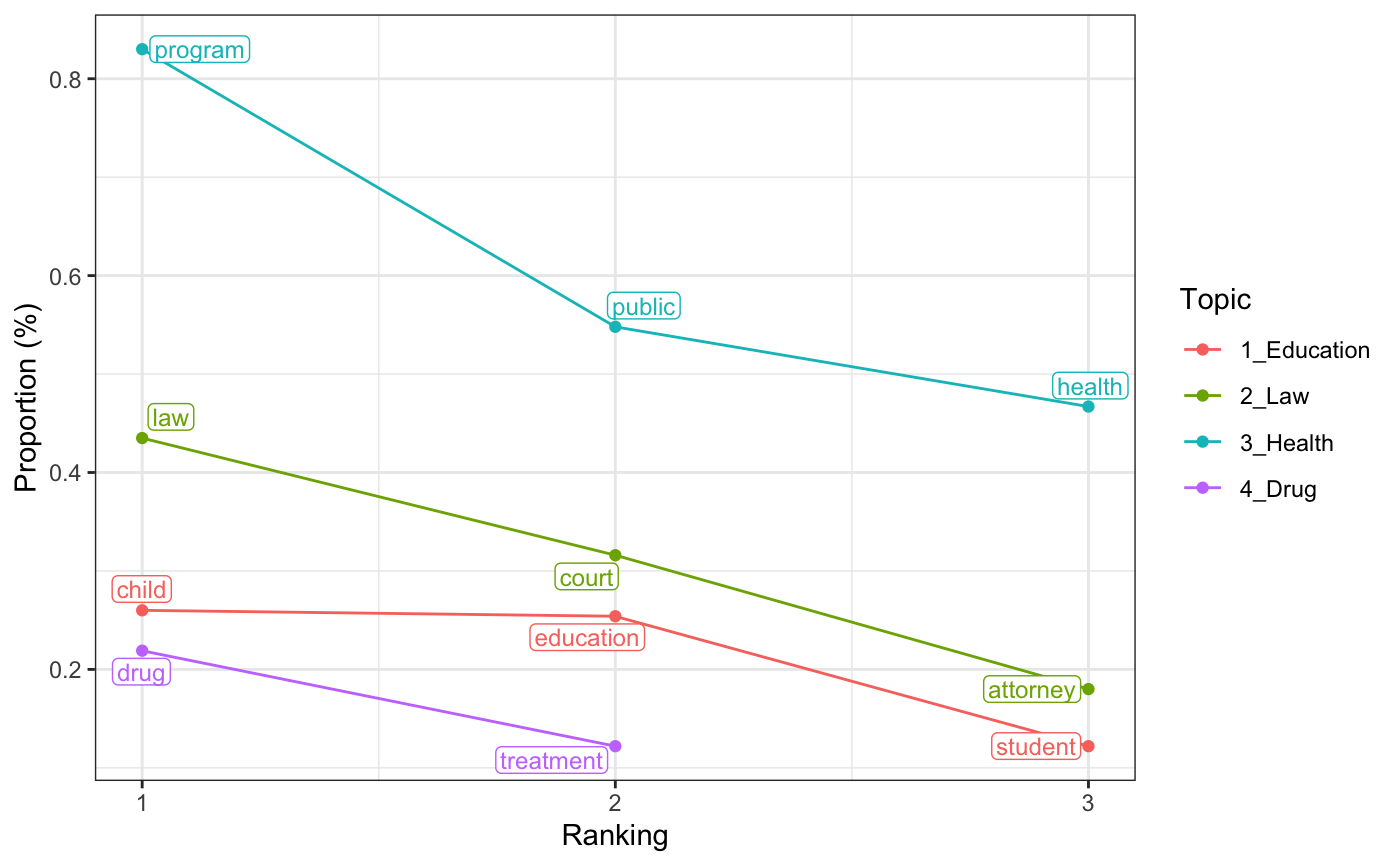 program
0.8
public
0.6
Topic
1_Education
2_Law
3_Health
4_Drug
health
law
0.4
court
child
education
drug
0.2
attorney
student
treatment
Proportion (%)
1 2 3
Ranking